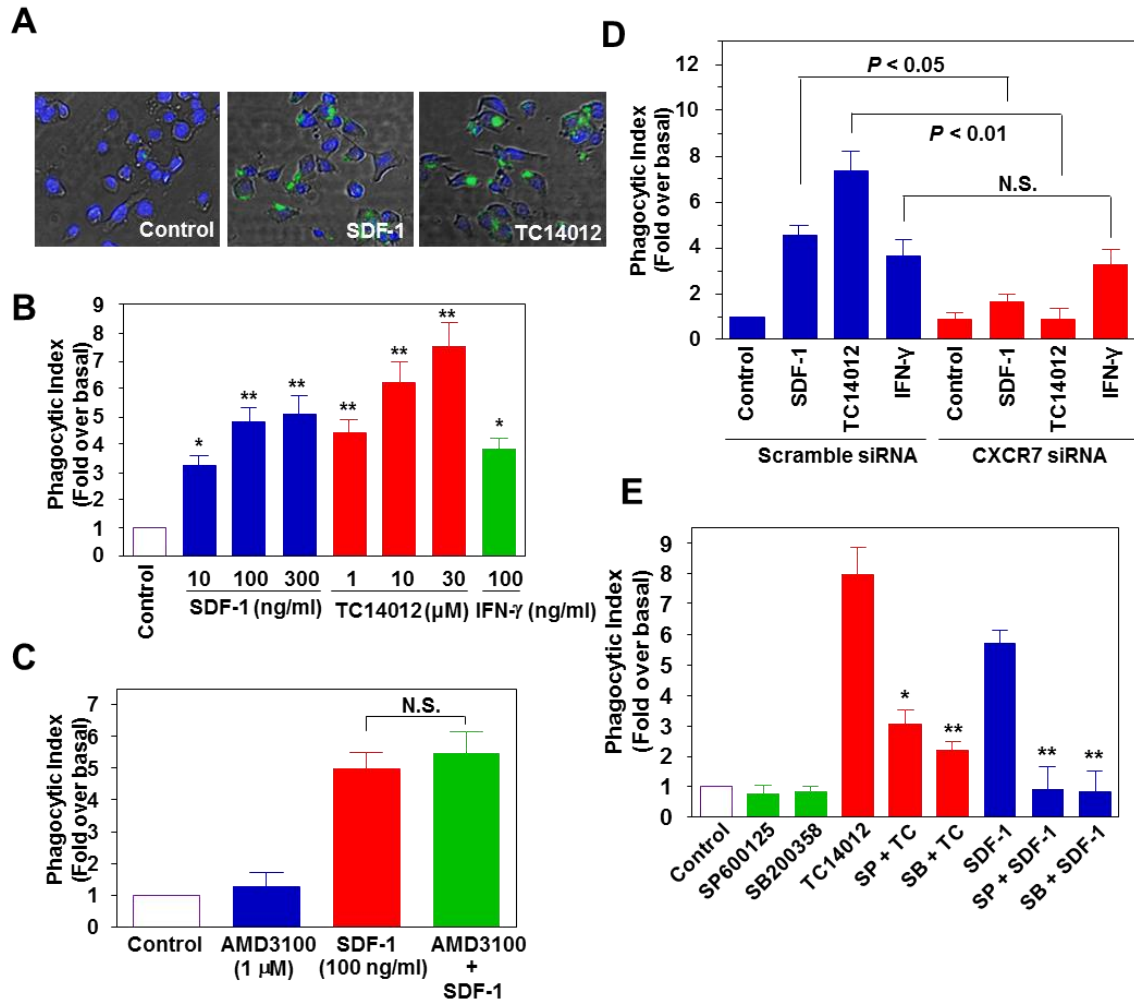 A
Control
SDF-1
TC14012
B
Phagocytic Index
(Fold over basal)
9
8
7
6
5
4
3
2
1
0
*
**
**
**
**
**
*
Control
10 100 300 1 10 30 100
SDF-1 (ng/ml) TC14012 (µM) IFN-γ (ng/ml)
C
Phagocytic Index
(Fold over basal)
7
6
5
4
3
2
1
0
N.S.
Control
AMD3100
(1 µM)
SDF-1
(100 ng/ml)
AMD3100
+
SDF-1
D
Phagocytic Index
(Fold over basal)
12
10
8
6
4
2
0
P < 0.05
P < 0.01
N.S.
Control
SDF-1
TC14012
IFN-γ
Control
SDF-1
TC14012
IFN-γ
Scramble siRNA CXCR7 siRNA
E
Phagocytic Index
(Fold over basal)
9
8
7
6
5
4
3
2
1
0
*
**
**
**
Control
SP600125
SB200358
TC14012
SP + TC
SB + TC
SDF-1
SP + SDF-1
SB + SDF-1